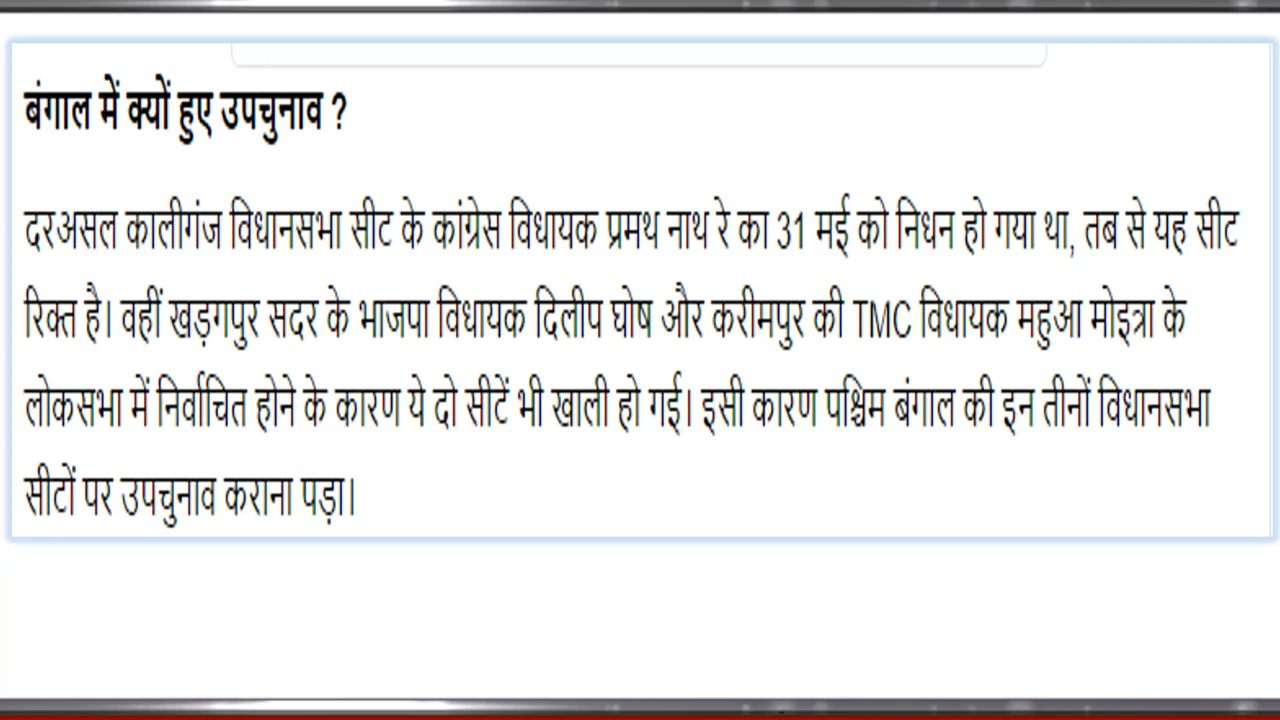 बंगाल में क्यों हुए उपचुनाव ?
दरअसल कालीगंज विधानसभा सीट के कांग्रेस विधायक प्रमथ नाथ रे का 31 मई को निधन हो गया था, तब से यह सीट
रिक्त है। वहीं खड़गपुर सदर के भाजपा विधायक दिलीप घोष और करीमपुर की TMC विधायक महुआ मोइत्रा के
लोकसभा में निर्वाचित होने के कारण ये दो सीटें भी खाली हो गई। इसी कारण पश्चिम बंगाल की इन तीनों विधानसभा
सीटों पर उपचुनाव कराना पड़ा।